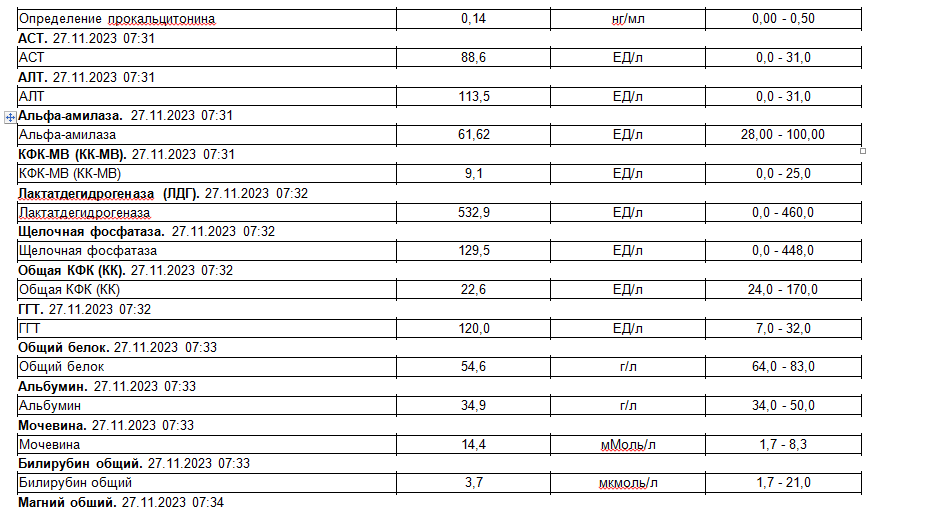 Определение прокальцитонина 0,14 нг/мл 0,00 - 0,50
АСТ. 27.11.2023 07:31
АСТ 88,6 ЕД/л 0,0 - 31,0
АЛТ. 27.11.2023 07:31
АЛТ 113,5 ЕД/л 0,0 - 31,0
Альфа-амилаза. 27.11.2023 07:31
Альфа-амилаза 61,62 ЕД/л 28,00 - 100,00
КФК-МВ (КК-МВ). 27.11.2023 07:31
КФК-МВ (КК-МВ) 9,1 ЕД/л 0,0 - 25,0
Лактатдегидрогеназа (ЛДГ). 27.11.2023 07:32
Лактатдегидрогеназа 532,9 ЕД/л 0,0 - 460,0
Щелочная фосфатаза. 27.11.2023 07:32
Щелочная фосфатаза 129,5 ЕД/л 0,0 - 448,0
Общая КФК (КК). 27.11.2023 07:32
Общая КФК (КК) 22,6 ЕД/л 24,0 - 170,0
ГГТ. 27.11.2023 07:32
ГГТ 120,0 ЕД/л 7,0 - 32,0
Общий белок. 27.11.2023 07:33
Общий белок 54,6 г/л 64,0 - 83,0
Альбумин. 27.11.2023 07:33
Альбумин 34,9 г/л 34,0 - 50,0
Мочевина. 27.11.2023 07:33
Мочевина 14,4 мМоль/л 1,7 - 8,3
Билирубин общий. 27.11.2023 07:33
Билирубин общий 3,7 мкмоль/л 1,7 - 21,0
Магний общий. 27.11.2023 07:34